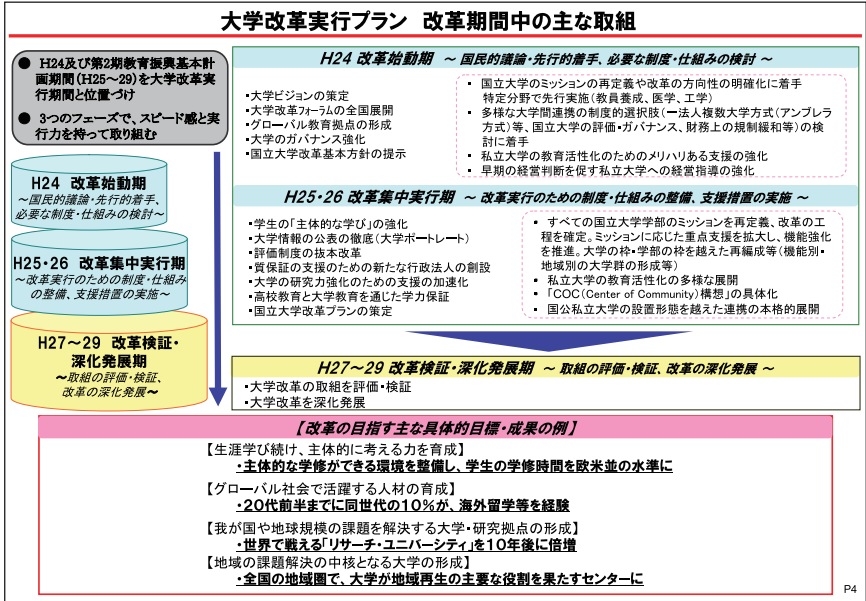 大学改革実行プラン 改革期間中の主な取組
● H24及び第2期教育振興基本計
画期間(H25~29)を大学改革実
行期間と位置づけ
● 3つのフェーズで、スピード感と実
行力を持って取り組む
H24 改革始動期
~国民的議論・先行的着手、
必要な制度・仕組みの検討~
H25・26 改革集中実行期
~改革実行のための制度・仕組み
の整備、支援措置の実施~
H27~29 改革検証・
深化発展期
~取組の評価・検証、
改革の深化発展~
H24 改革始動期 ~ 国民的議論・先行的着手、必要な制度・仕組みの検討 ~
・大学ビジョンの策定
・大学改革フォーラムの全国展開
・グローバル教育拠点の形成
・大学のガバナンス強化
・国立大学改革基本方針の提示
・ 国立大学のミッションの再定義や改革の方向性の明確化に着手
特定分野で先行実施(教員養成、医学、工学)
・ 多様な大学間連携の制度的選択肢(一法人複数大学方式(アンブレラ
方式)等、国立大学の評価・ガバナンス、財務上の規制緩和等)の検
討に着手
・ 私立大学の教育活性化のためのメリハリある支援の強化
・ 早期の経営判断を促す私立大学への経営指導の強化
H25・26 改革集中実行期 ~ 改革実行のための制度・仕組みの整備、支援措置の実施 ~
・学生の「主体的な学び」の強化
・大学情報の公表の徹底(大学ポートレート)
・評価制度の抜本改革
・質保証の支援のための新たな行政法人の創設
・大学の研究力強化のための支援の加速化
・高校教育と大学教育を通じた学力保証
・国立大学改革プランの策定
・ すべての国立大学学部のミッションを再定義、改革の工
程を確定。ミッションに応じた重点支援を拡大し、機能強化
を推進。大学の枠・学部の枠を越えた再編成等(機能別・
地域別の大学群の形成等)
・ 私立大学の教育活性化の多様な展開
・ 「COC(Center of Community)構想」の具体化
・ 国公私立大学の設置形態を越えた連携の本格的展開
H27~29 改革検証・深化発展期 ~ 取組の評価・検証、改革の深化発展 ~
・大学改革の取組を評価・検証
・大学改革を深化発展
【改革の目指す主な具体的目標・成果の例】
【生涯学び続け、主体的に考える力を育成】
・主体的な学修ができる環境を整備し、学生の学修時間を欧米並の水準に
【グローバル社会で活躍する人材の育成】
・20代前半までに同世代の10%が、海外留学等を経験
【我が国や地球規模の課題を解決する大学・研究拠点の形成】
・世界で戦える「リサーチ・ユニバーシティ」を10年後に倍増
【地域の課題解決の中核となる大学の形成】
・全国の地域圏で、大学が地域再生の主要な役割を果たすセンターに
P4